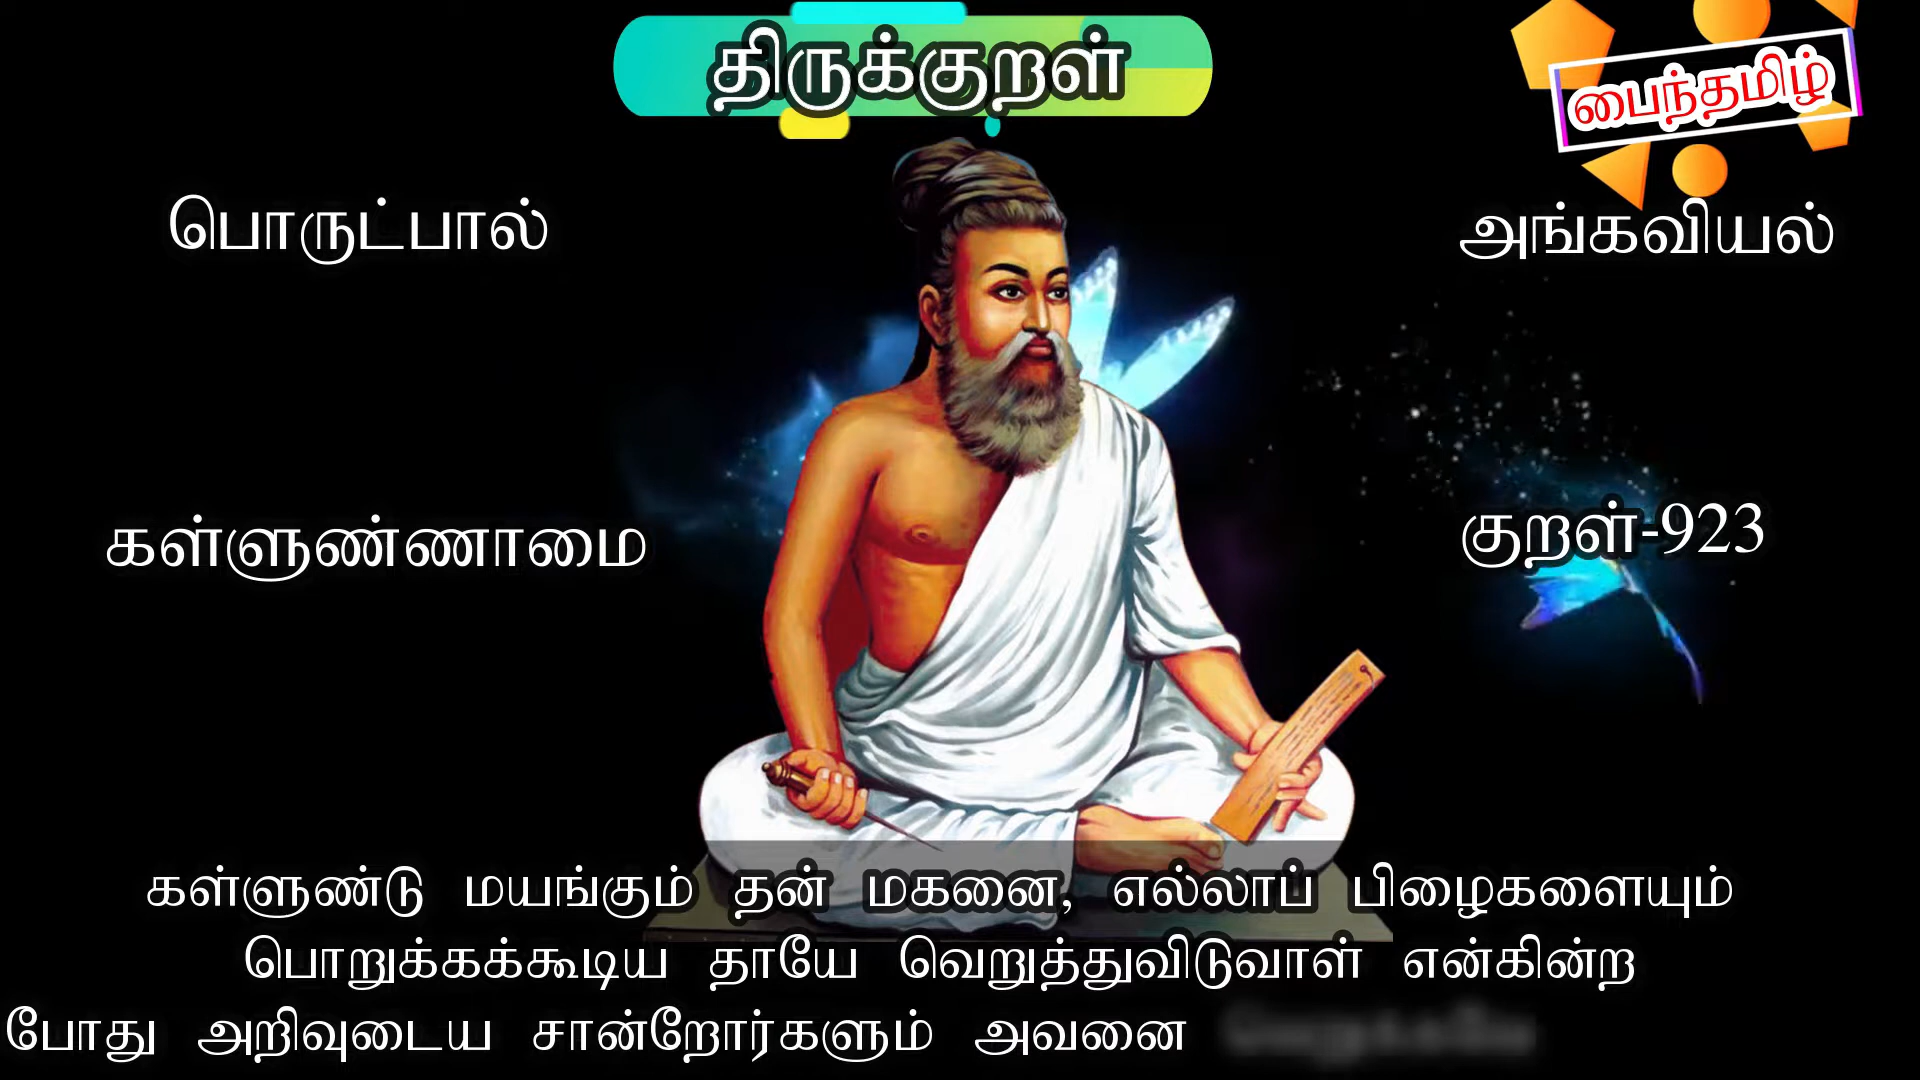 திருக்குறள்
பைந்தமிழ்
பொருட்பால்
அங்கவியல்
கள்ளுண்ணாமை
குறள்-923
கள்ளுண்டு மயங்கும் தன் மகனை, எல்லாப் பிழைகளையும்
பொறுக்கக்கூடிய தாயே வெறுத்துவிடுவாள் என்கின்ற
போது அறிவுடைய சான்றோர்களும் அவனை